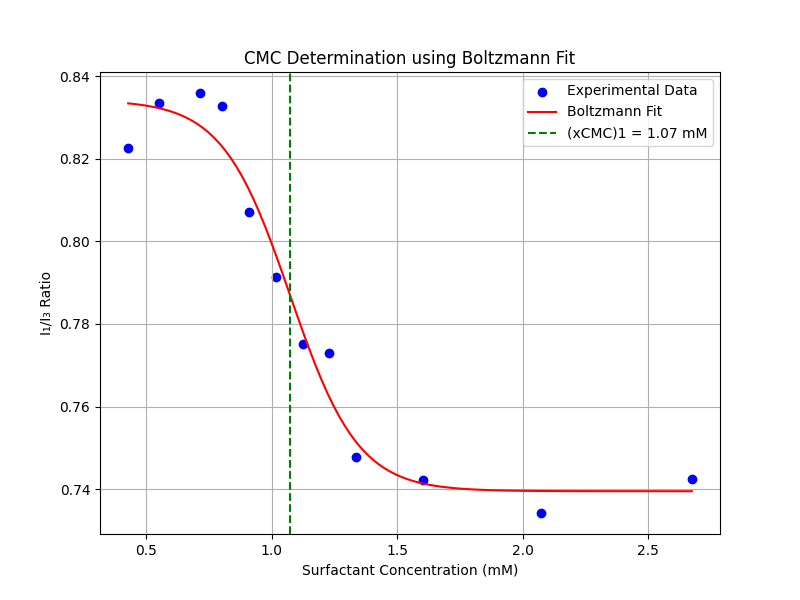 CMC Determination using Boltzmann Fit
Experimental Data
Boltzmann Fit
(xCMC)1 = 1.07 mM
I₁/I₃ Ratio
0.84
0.82
0.80
0.78
0.76
0.74
0.5
1.0
1.5
2.0
2.5
Surfactant Concentration (mM)